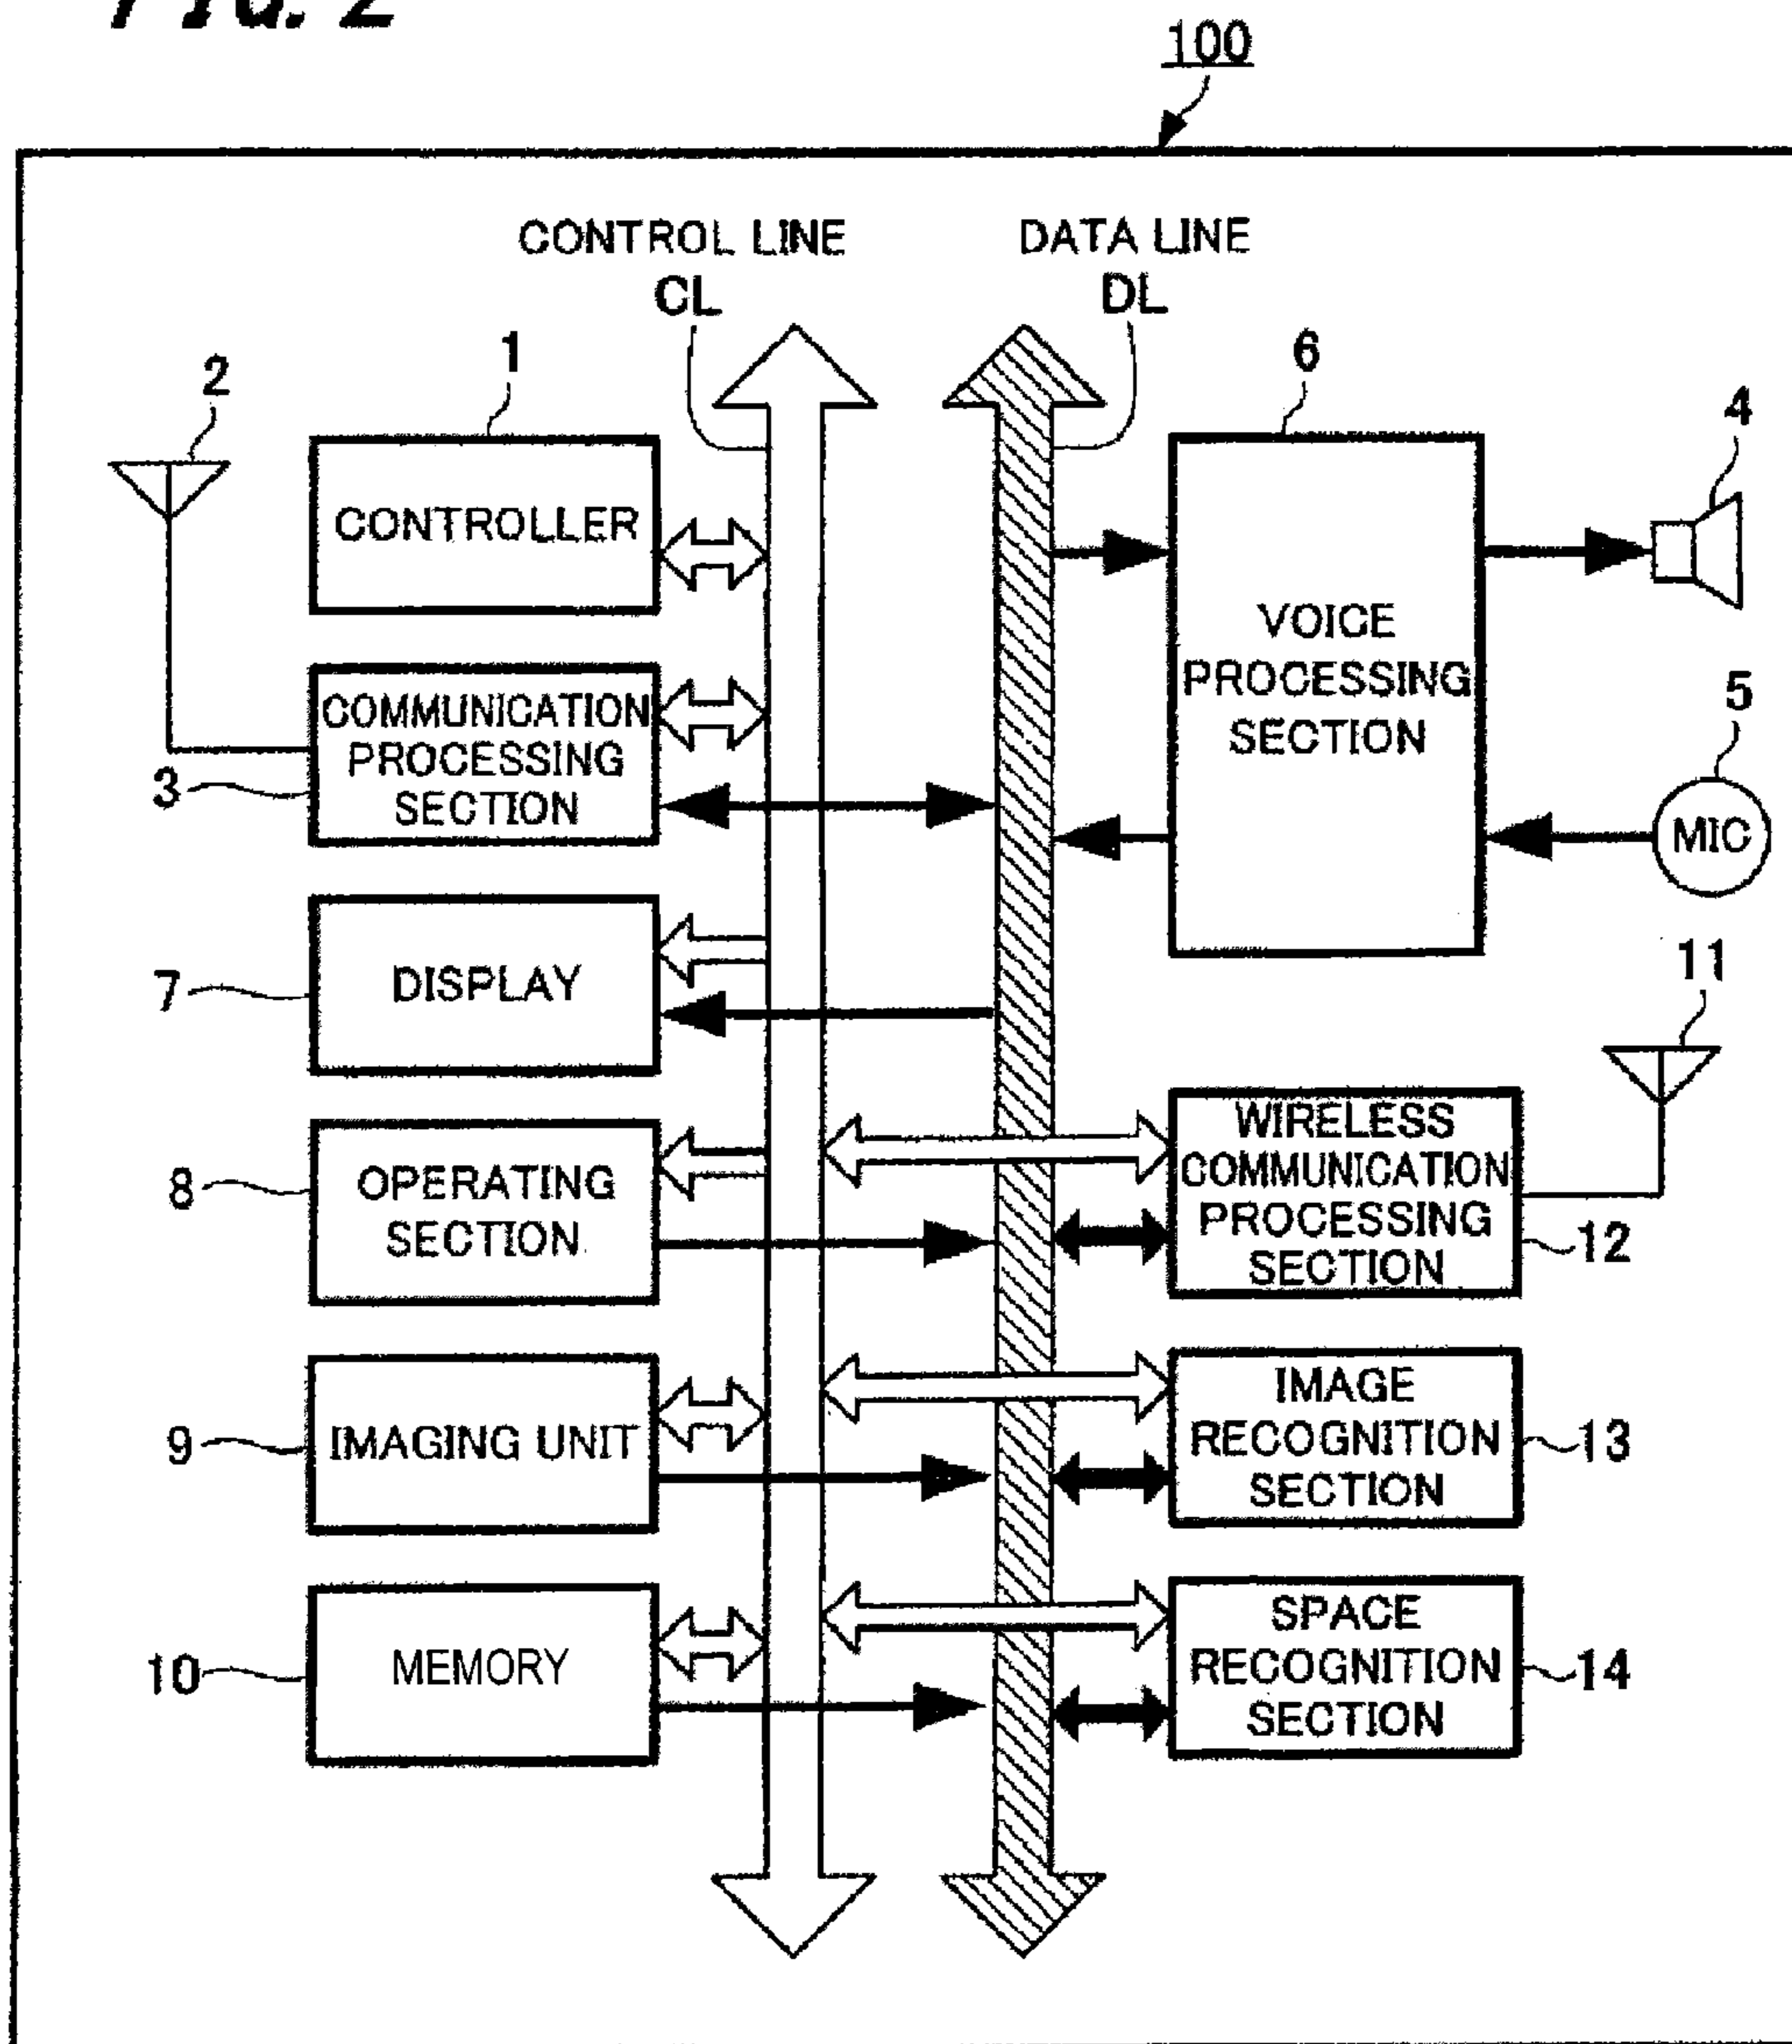 FIG. 2
100
CONTROL LINE
CL
DATA LINE
DL
2
1
6
4
CONTROLLER
COMMUNICATION
PROCESSING
SECTION
3
VOICE
PROCESSING
SECTION
5
MIC
7
DISPLAY
11
8
OPERATING
SECTION
WIRELESS
COMMUNICATION
PROCESSING
SECTION
12
9
IMAGING UNIT
IMAGE
RECOGNITION
SECTION
13
10
MEMORY
SPACE
RECOGNITION
SECTION
14